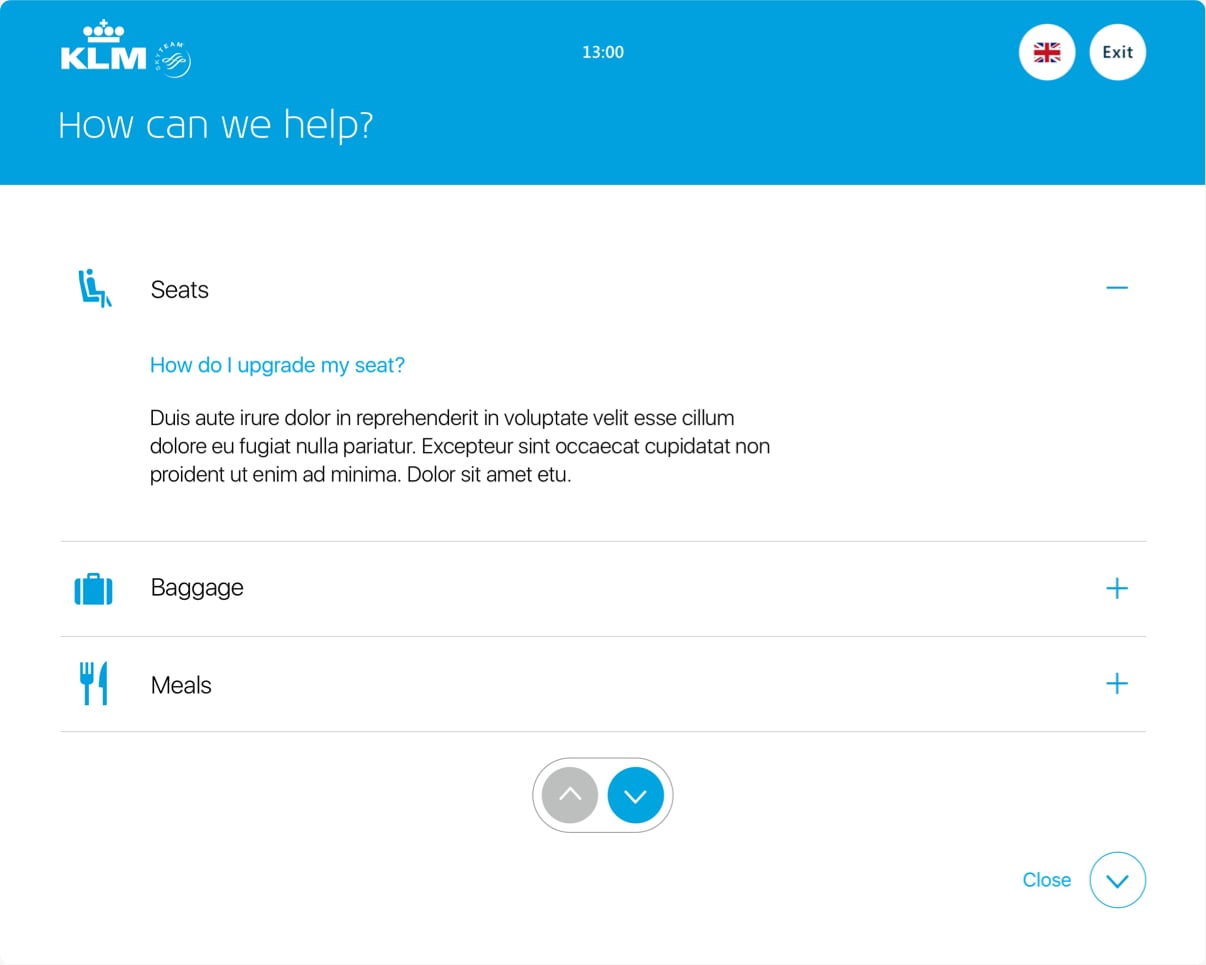 KLM SKYTEAM
13:00
Exit
How can we help?
Seats
How do I upgrade my seat?
Duis aute irure dolor in reprehenderit in voluptate velit esse cillum
dolore eu fugiat nulla pariatur. Excepteur sint occaecat cupidatat non
proident ut enim ad minima. Dolor sit amet etu.
Baggage
Meals
Close